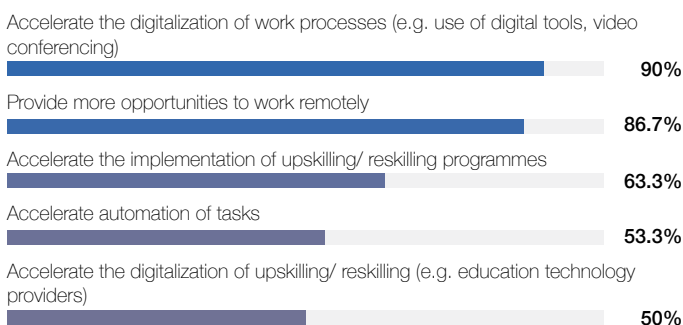 Accelerate the digitalization of work processes (e.g. use of digital tools, video
conferencing)
90%
Provide more opportunities to work remotely
86.7%
Accelerate the implementation of upskilling/ reskilling programmes
63.3%
Accelerate automation of tasks
53.3%
Accelerate the digitalization of upskilling/ reskilling (e.g. education technology
providers)
50%